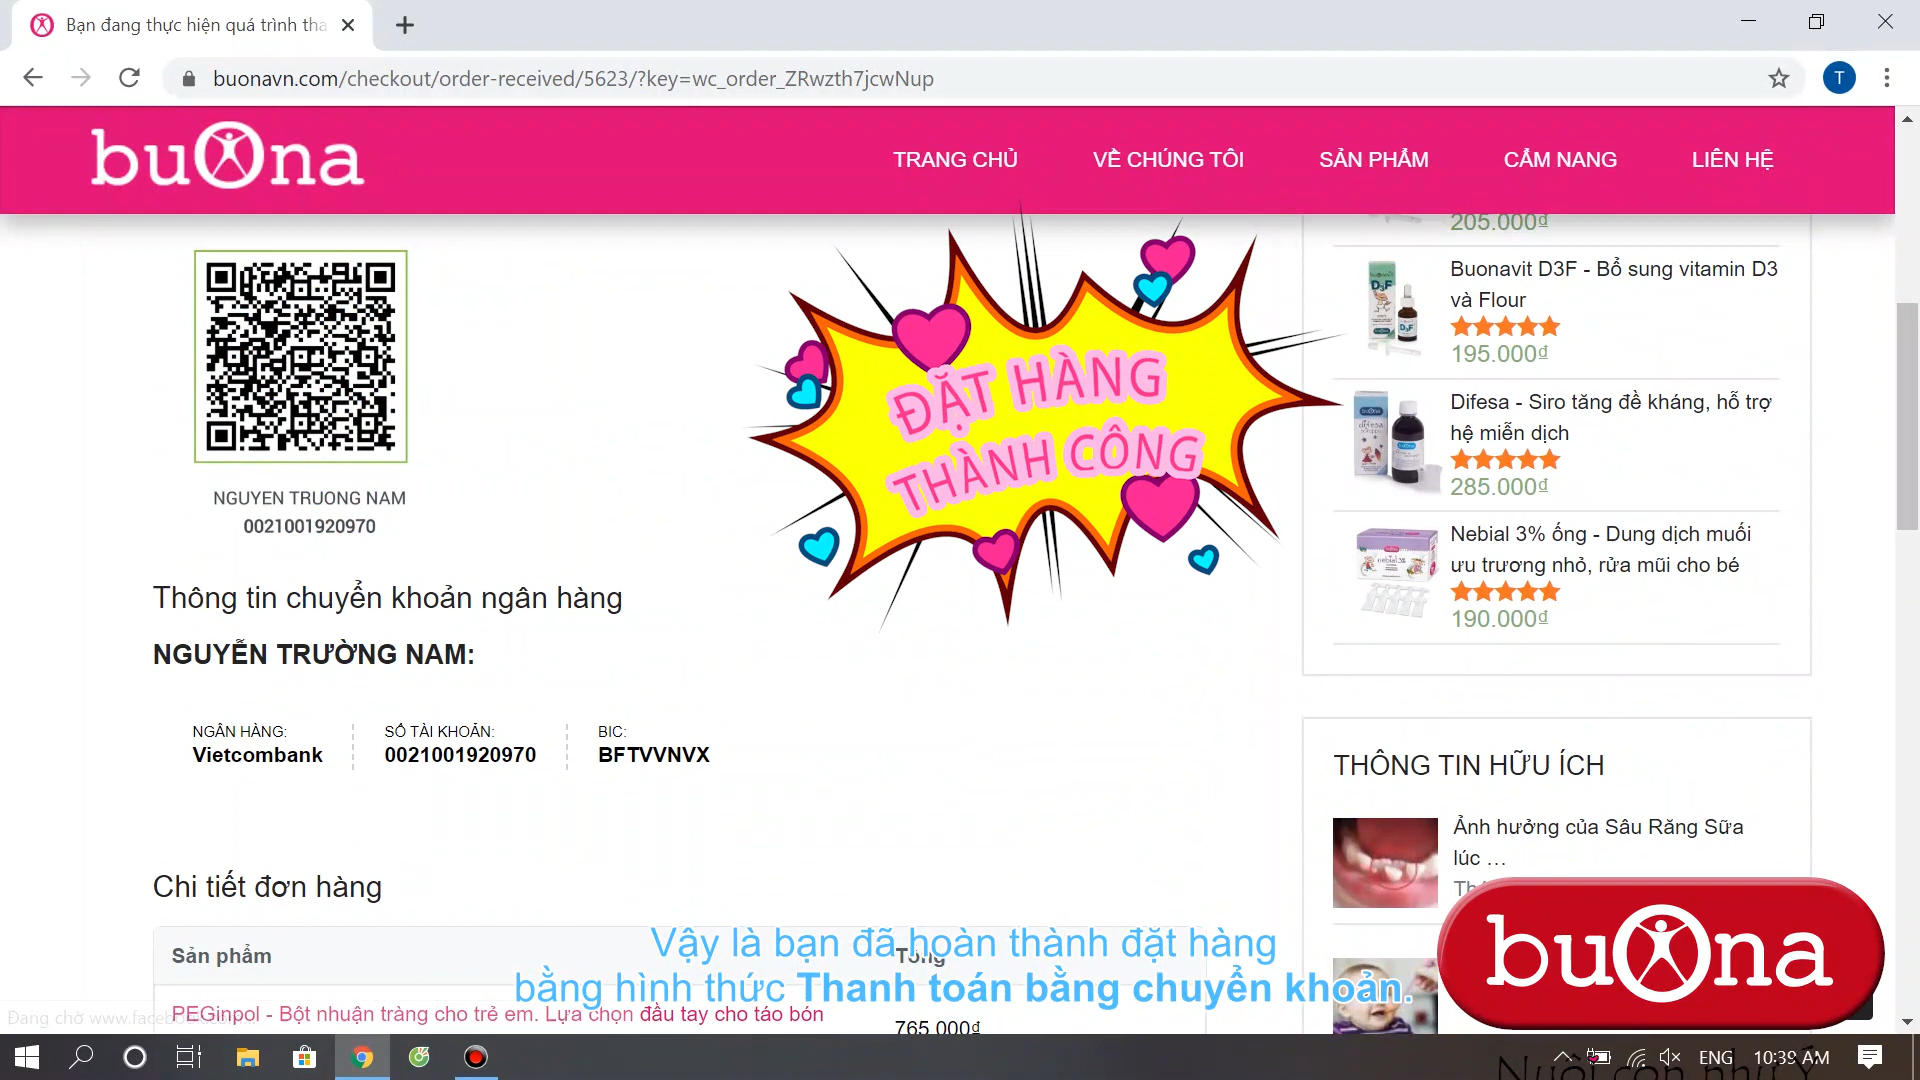 Bạn đang thực hiện quá trình tha
buonavn.com/checkout/order-received/5623/?key=wc_order_ZRwzth7jcwNup
T
buona
TRANG CHỦ
VỀ CHÚNG TÔI
SẢN PHẨM
CẨM NANG
LIÊN HỆ
NGUYEN TRUONG NAM
0021001920970
Thông tin chuyển khoản ngân hàng
NGUYỄN TRƯỜNG NAM:
NGÂN HÀNG:
Vietcombank
SỐ TÀI KHOẢN:
0021001920970
BIC:
BFTVVNVX
ĐẶT HÀNG
THÀNH CÔNG
205.000₫
Buonavit D3F - Bổ sung vitamin D3
và Flour
195.000₫
Difesa - Siro tăng đề kháng, hỗ trợ
hệ miễn dịch
285.000₫
Nebial 3% ống - Dung dịch muối
ưu trương nhỏ, rửa mũi cho bé
190.000₫
THÔNG TIN HỮU ÍCH
Ảnh hưởng của Sâu Răng Sữa
lúc …
Chi tiết đơn hàng
Sản phẩm
Tổng
PEGinpol - Bột nhuận tràng cho trẻ em. Lựa chọn đầu tay cho táo bón
765.000₫
Vậy là bạn đã hoàn thành đặt hàng
bằng hình thức Thanh toán bằng chuyển khoản.
buona
ENG
10:39 AM